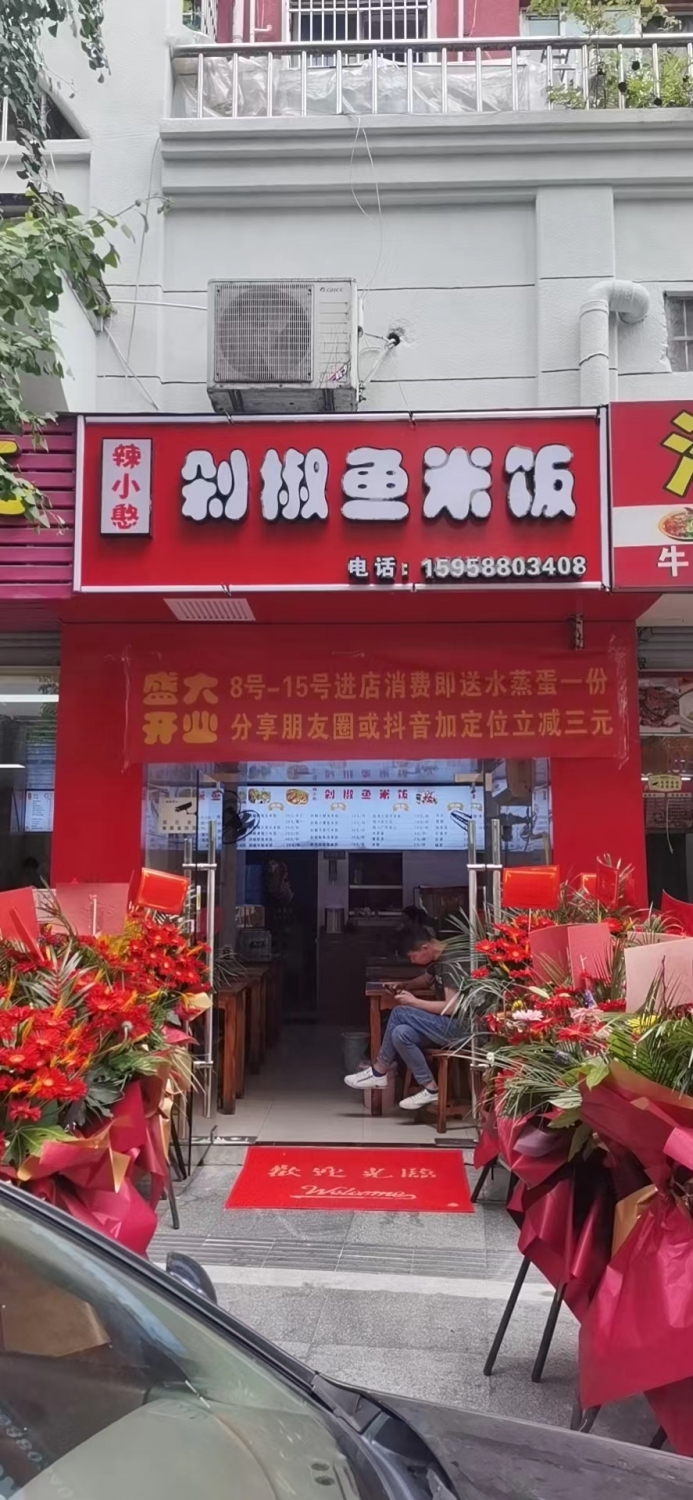 GREE
辣小憨
剁椒鱼米饭
电话：15958803408
牛
盛大开业
8号-15号进店消费即送水蒸蛋一份
分享朋友圈或抖音加定位立减三元
剁椒鱼米饭
欢迎光临
Welcome